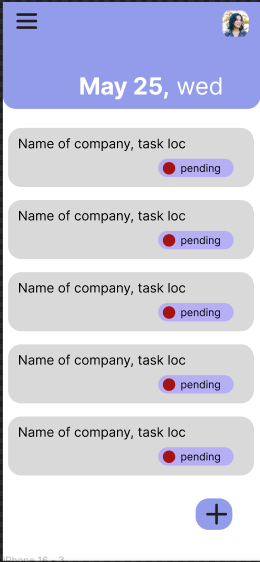 May 25, wed
Name of company, task loc
pending
Name of company, task loc
pending
Name of company, task loc
pending
Name of company, task loc
pending
Name of company, task loc
pending
iPhone 16 - 3